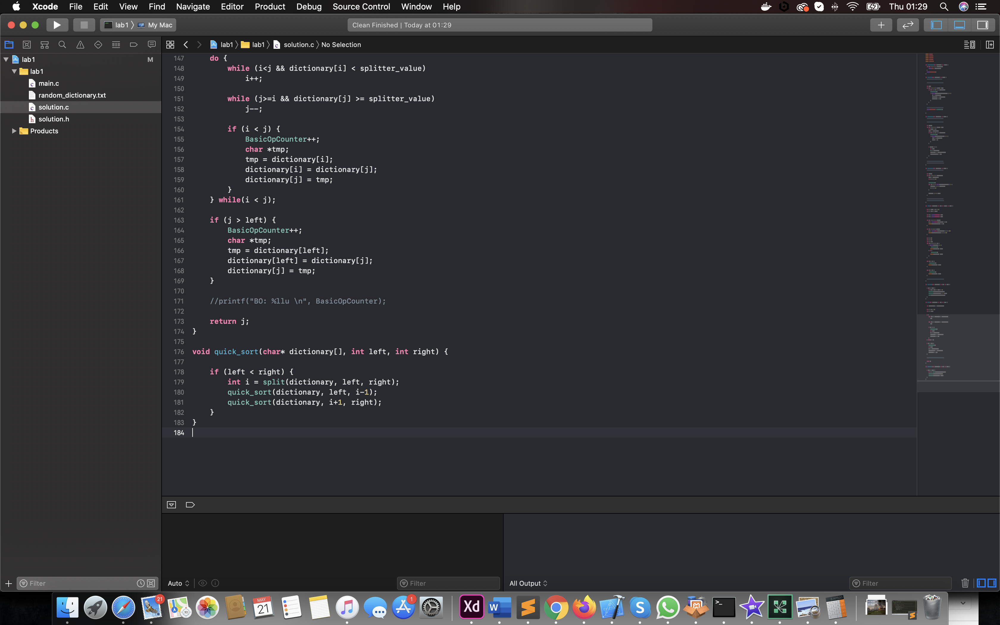 Xcode File Edit View Find Navigate Editor Product Debug Source Control Window Help Thu 01:29
lab1 My Mac Clean Finished | Today at 01:29
lab1 lab1 solution.c No Selection
lab1 M
lab1
main.c
random_dictionary.txt
solution.c
solution.h
Products
147 do {
148 while (i<j && dictionary[i] < splitter_value)
149 i++;
150
151 while (j>=i && dictionary[j] >= splitter_value)
152 j--;
153
154 if (i < j) {
155 BasicOpCounter++;
156 char *tmp;
157 tmp = dictionary[i];
158 dictionary[i] = dictionary[j];
159 dictionary[j] = tmp;
160 }
161 } while(i < j);
162
163 if (j > left) {
164 BasicOpCounter++;
165 char *tmp;
166 tmp = dictionary[left];
167 dictionary[left] = dictionary[j];
168 dictionary[j] = tmp;
169 }
170
171 //printf("BO: %llu \n", BasicOpCounter);
172
173 return j;
174 }
175
176 void quick_sort(char* dictionary[], int left, int right) {
177
178 if (left < right) {
179 int i = split(dictionary, left, right);
180 quick_sort(dictionary, left, i-1);
181 quick_sort(dictionary, i+1, right);
182 }
183 }
184
Filter Auto Filter All Output Filter
21 3D MAY 21 1 Xd W S 3.141593